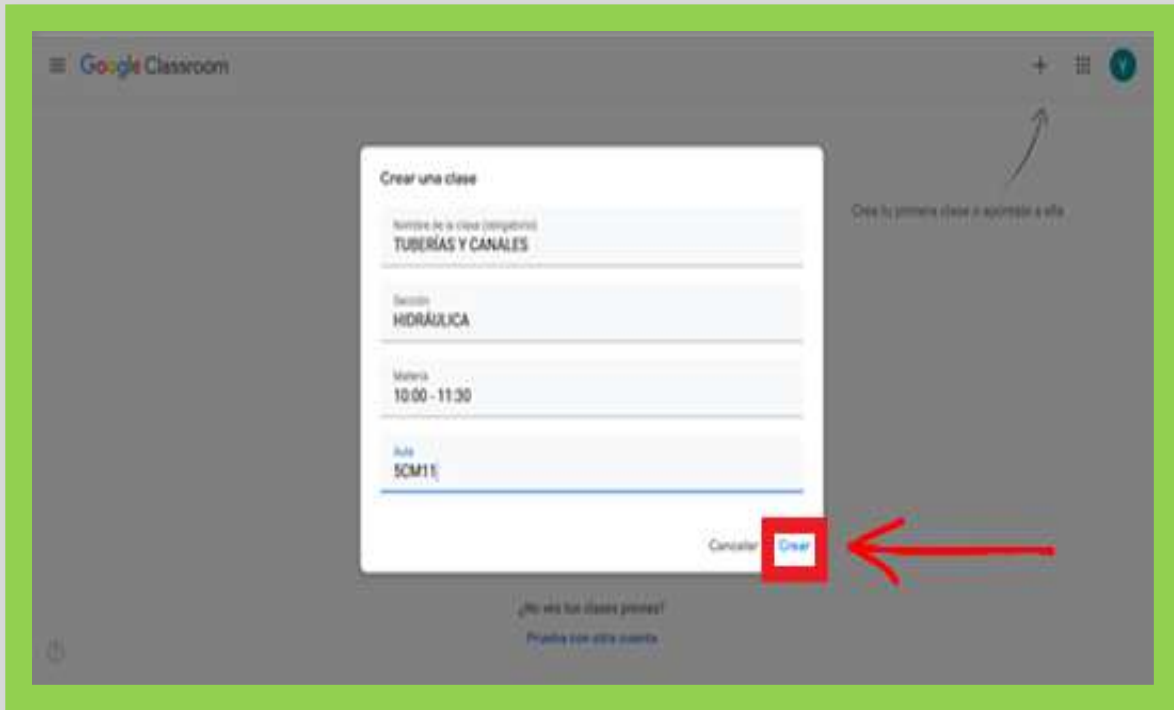 Google Classroom
Crea tu primera clase o apúntate a ella
Crear una clase
Nombre de la clase (obligatorio)
TUBERÍAS Y CANALES
Sección
HIDRÁULICA
Materia
10:00 - 11:30
Aula
5CM11
Cancelar Crear
¿No ves tus clases previas?
Prueba con otra cuenta